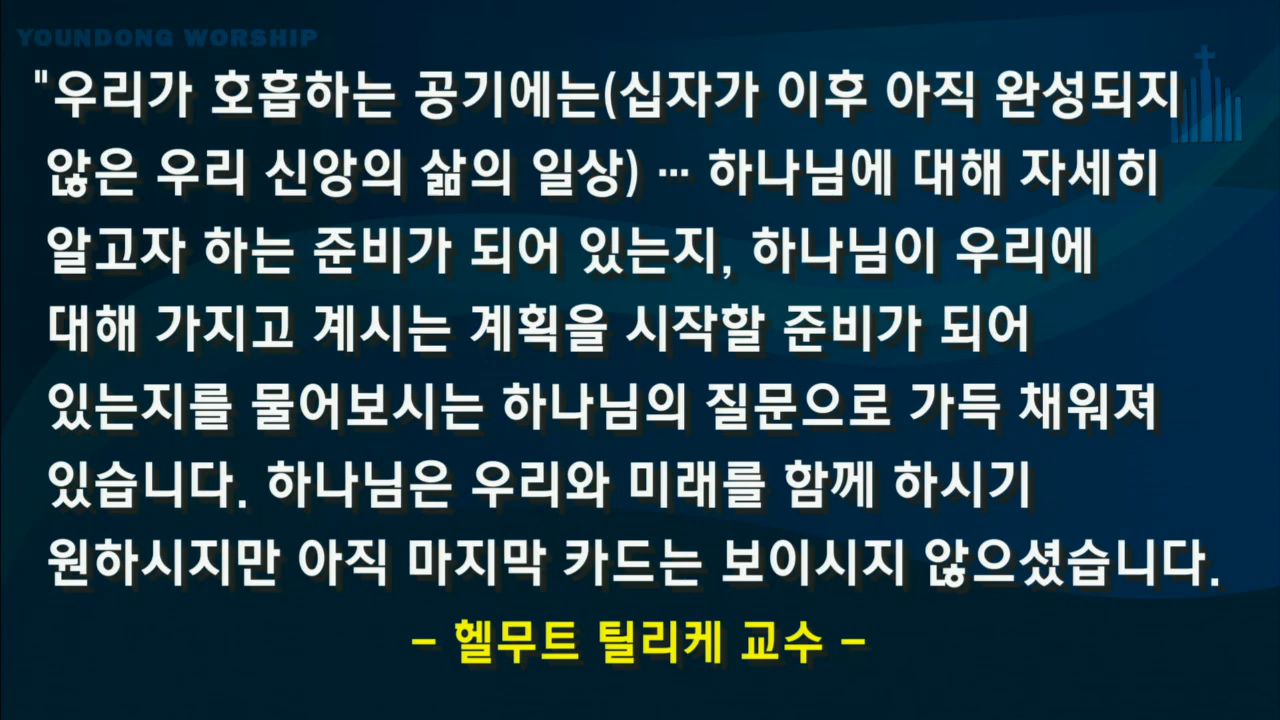 YOUNDONG WORSHIP
"우리가 호흡하는 공기에는(십자가 이후 아직 완성되지
않은 우리 신앙의 삶의 일상) ··· 하나님에 대해 자세히
알고자 하는 준비가 되어 있는지, 하나님이 우리에
대해 가지고 계시는 계획을 시작할 준비가 되어
있는지를 물어보시는 하나님의 질문으로 가득 채워져
있습니다. 하나님은 우리와 미래를 함께 하시기
원하시지만 아직 마지막 카드는 보이시지 않으셨습니다.
- 헬무트 틸리케 교수 -